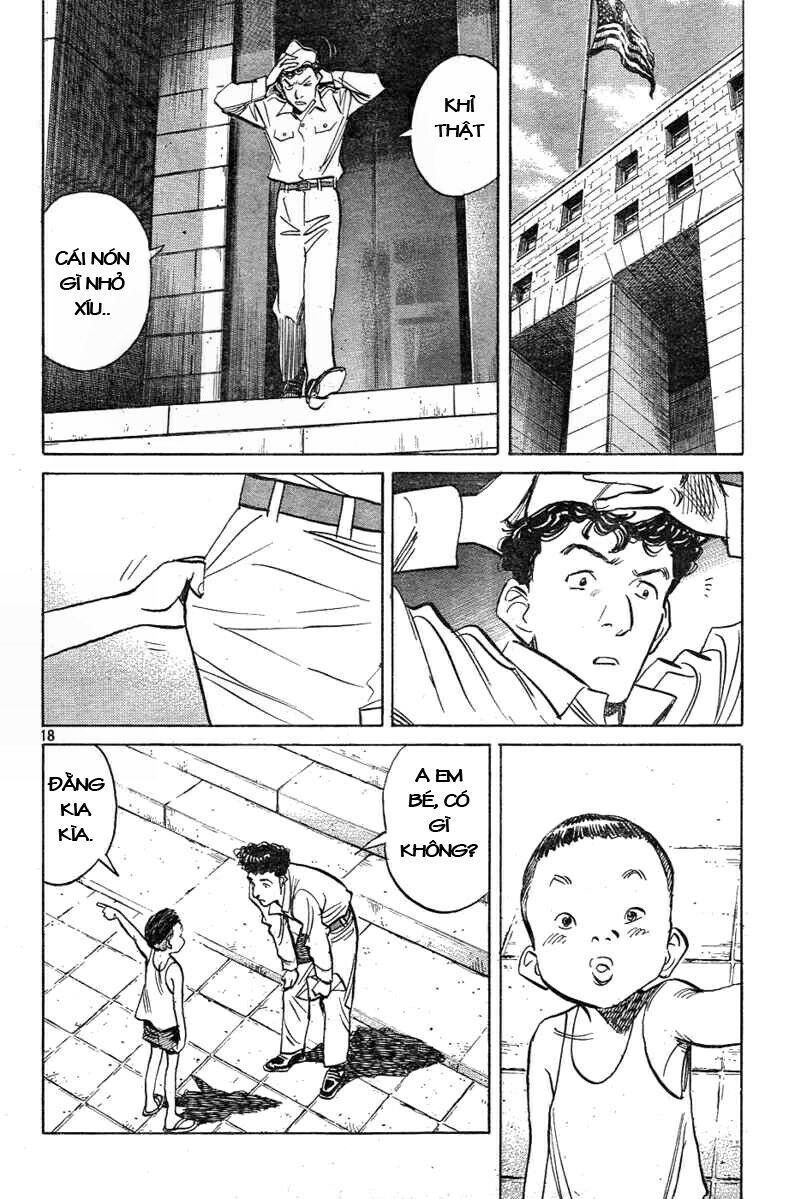 KHỈ
THẬT
CÁI NÓN
GÌ NHỎ
XÍU..
18
A EM
BÉ, CÓ
GÌ
KHÔNG?
ĐẰNG
KIA
KÌA.